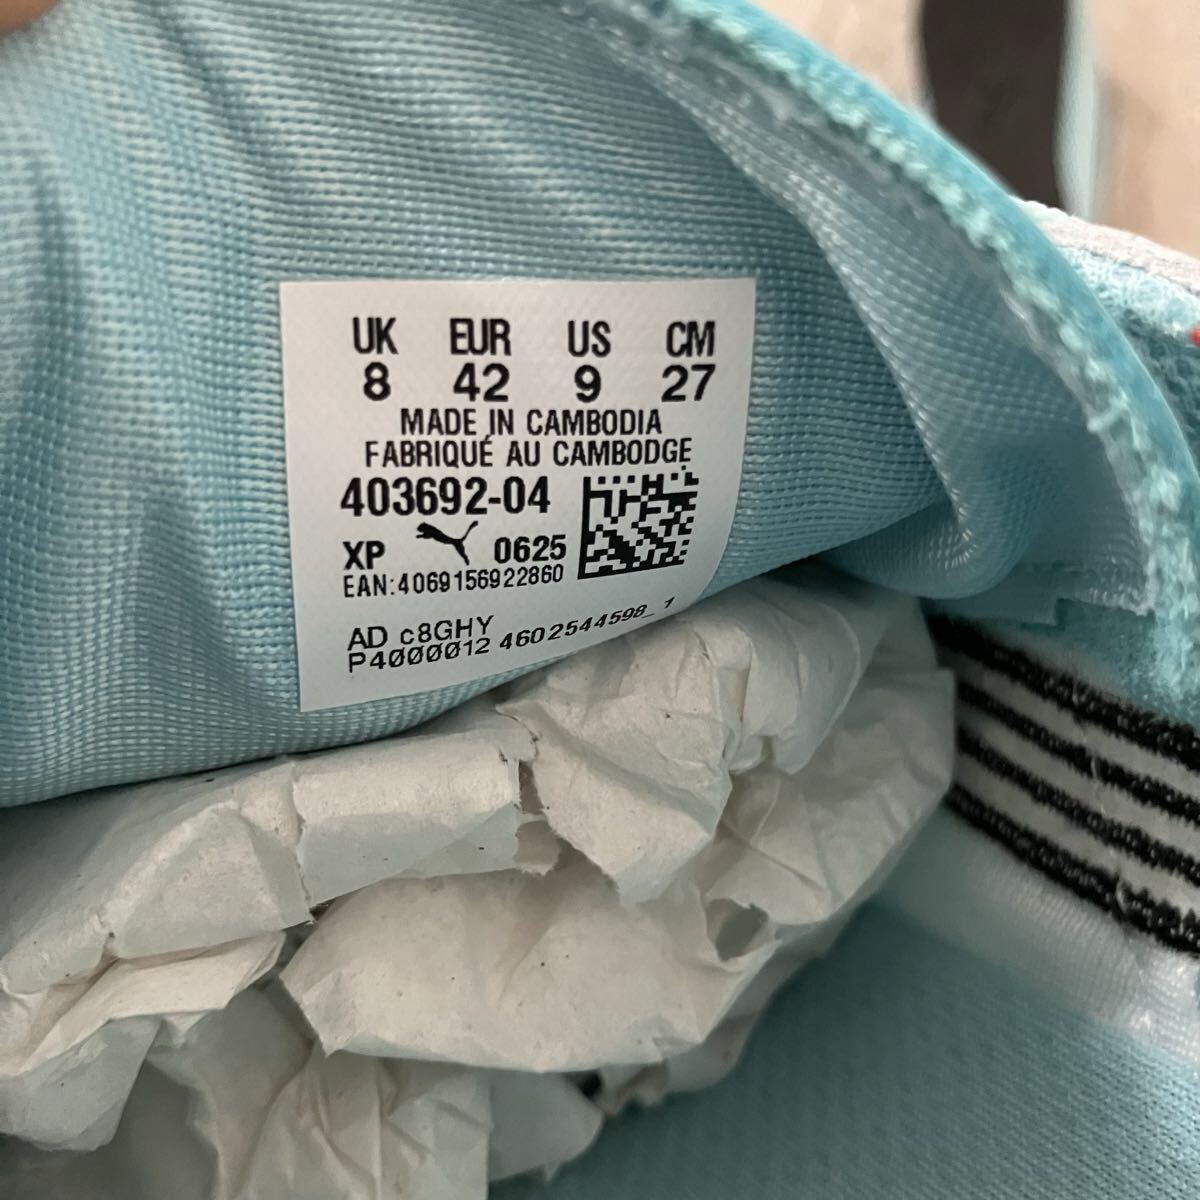 UK EUR US CM
8 42 9 27
MADE IN CAMBODIA
FABRIQUÉ AU CAMBODGE
403692-04
XP 0625
EAN:4069156922860
AD c8GHY
P4000012 4602544598_1